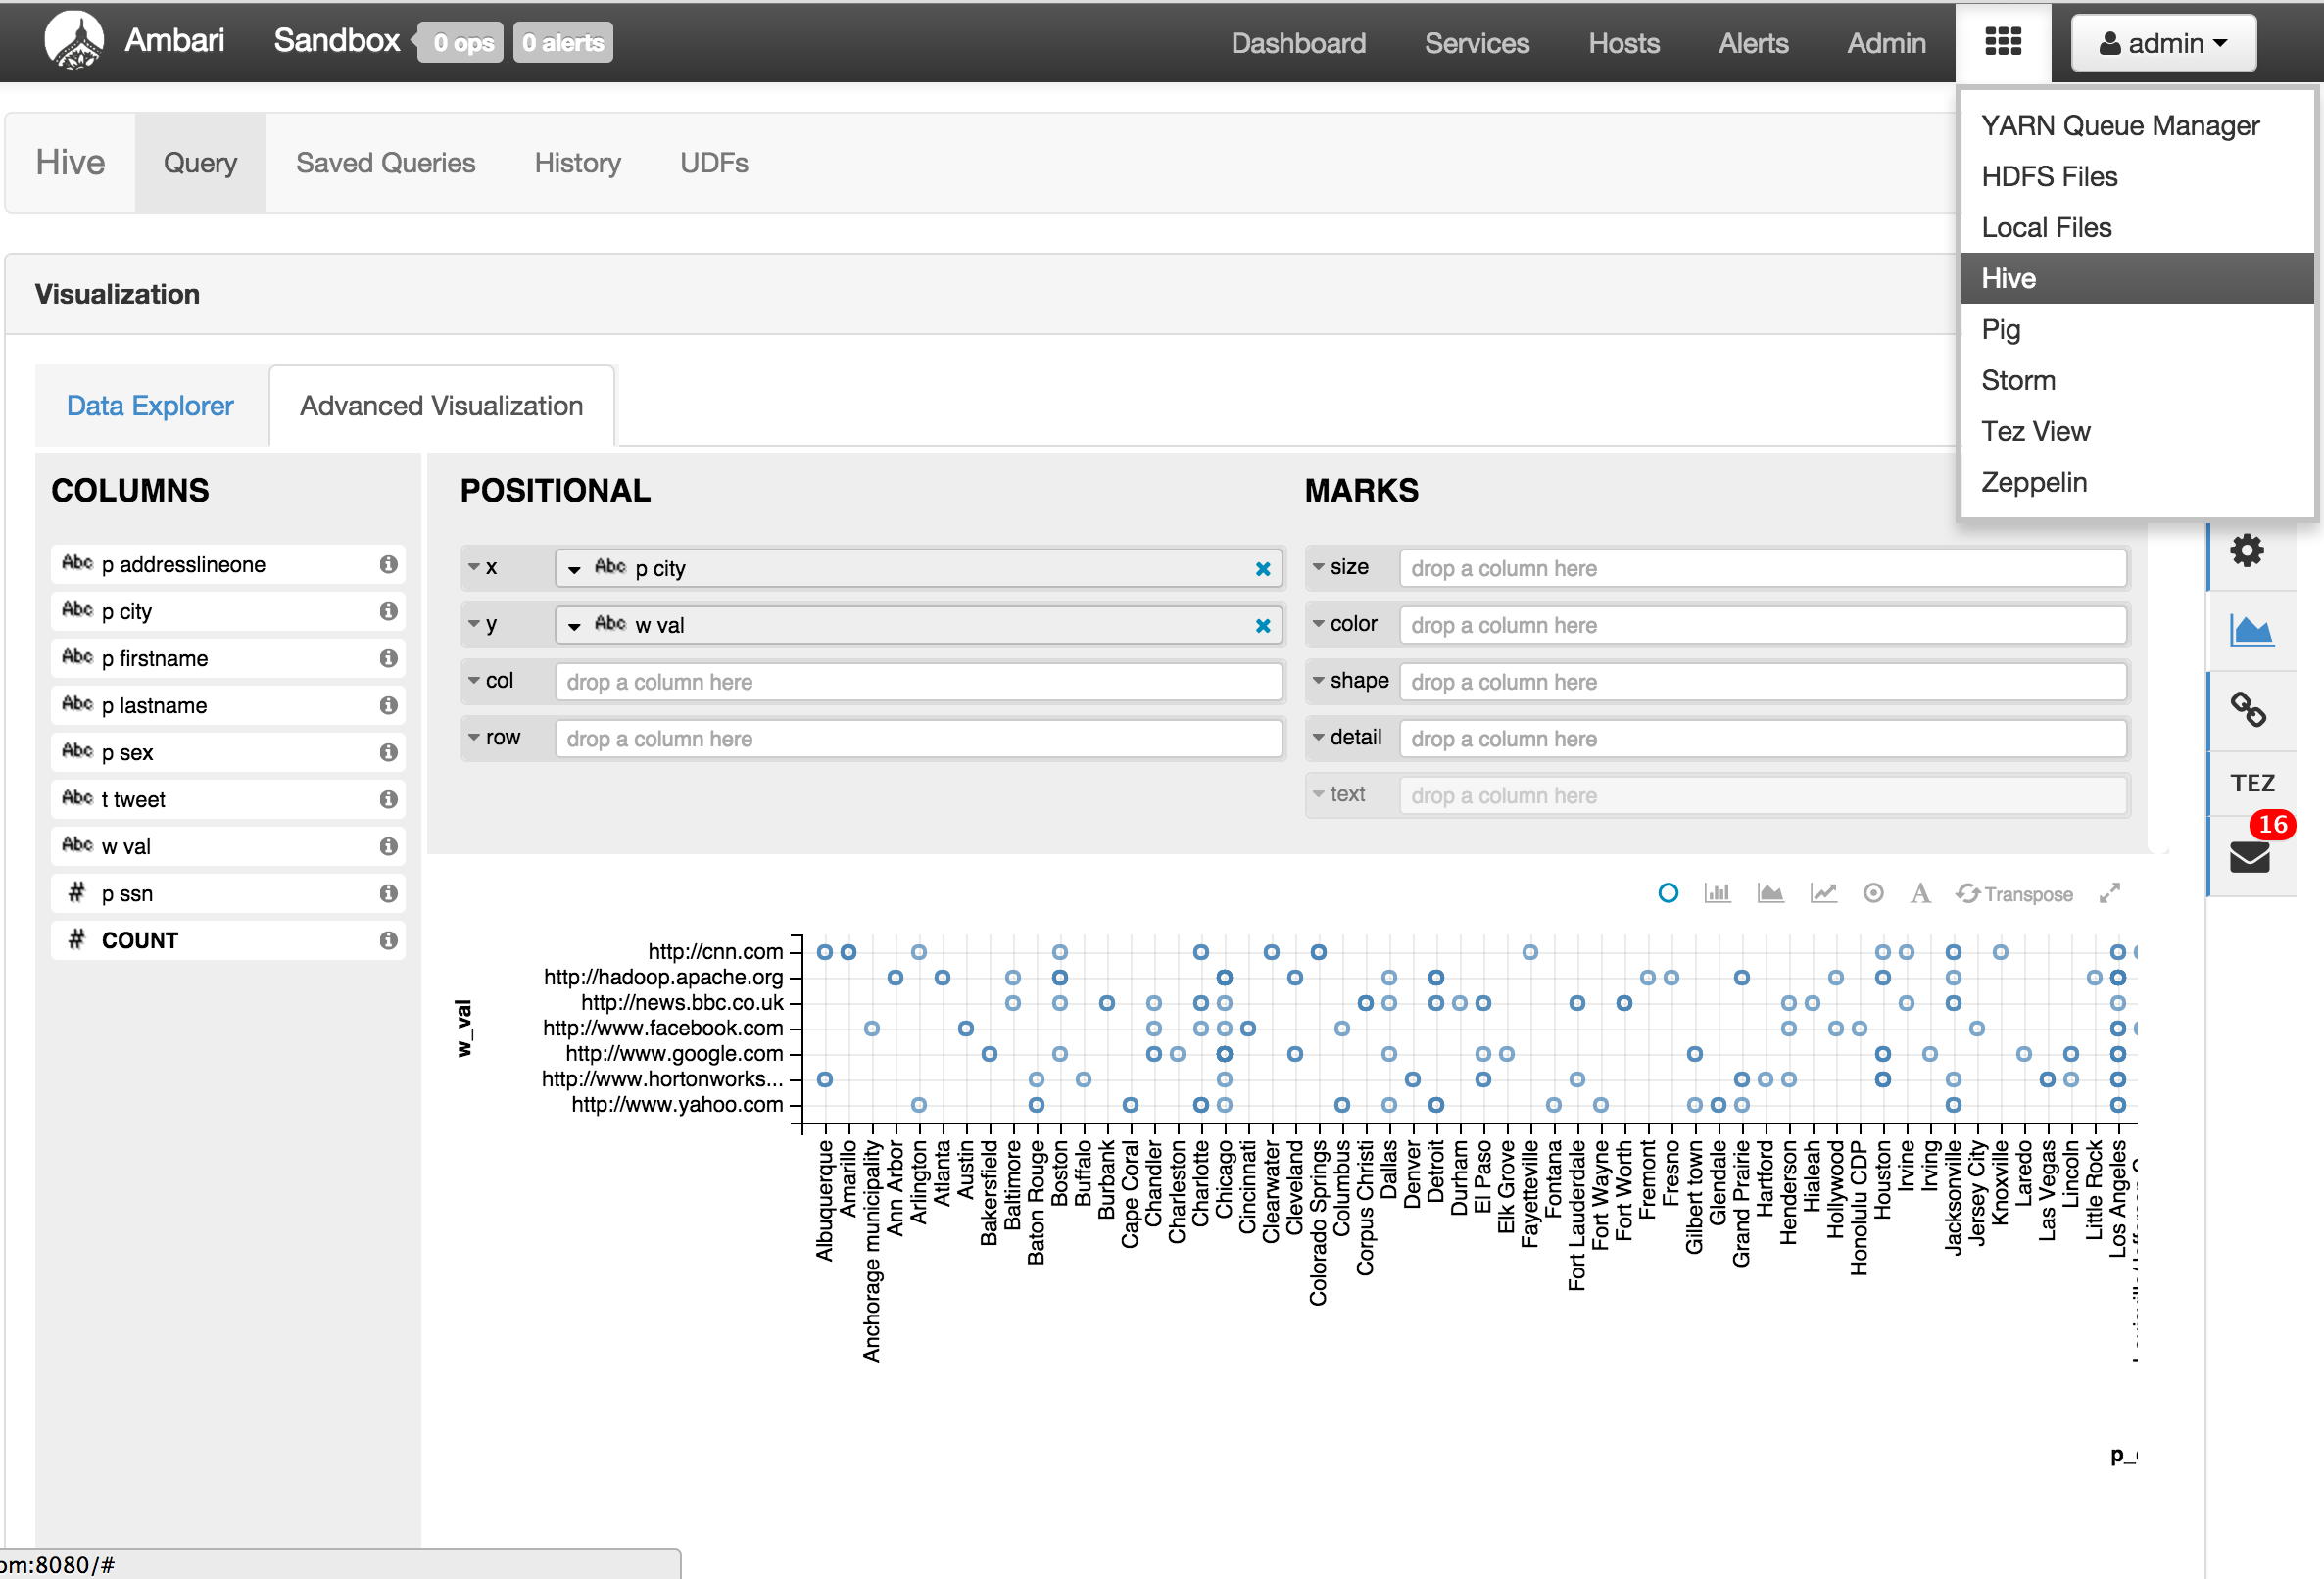 Ambari Sandbox 0 ops 0 alerts Dashboard Services Hosts Alerts Admin admin
YARN Queue Manager
HDFS Files
Local Files
Hive
Pig
Storm
Tez View
Zeppelin
Hive Query Saved Queries History UDFs
Visualization
Data Explorer Advanced Visualization
COLUMNS
Abc p addresslineone
Abc p city
Abc p firstname
Abc p lastname
Abc p sex
Abc t tweet
Abc w val
# p ssn
# COUNT
POSITIONAL
x Abc p city
y Abc w val
col drop a column here
row drop a column here
MARKS
size drop a column here
color drop a column here
shape drop a column here
detail drop a column here
text drop a column here
TEZ
16
A Transpose
w_val
http://cnn.com
http://hadoop.apache.org
http://news.bbc.co.uk
http://www.facebook.com
http://www.google.com
http://www.hortonworks...
http://www.yahoo.com
Albuquerque
Amarillo
Anchorage municipality
Ann Arbor
Arlington
Atlanta
Austin
Bakersfield
Baltimore
Baton Rouge
Boston
Buffalo
Burbank
Cape Coral
Chandler
Charleston
Charlotte
Chicago
Cincinnati
Clearwater
Cleveland
Colorado Springs
Columbus
Corpus Christi
Dallas
Denver
Detroit
Durham
El Paso
Elk Grove
Fayetteville
Fontana
Fort Lauderdale
Fort Wayne
Fort Worth
Fremont
Fresno
Gilbert town
Glendale
Grand Prairie
Hartford
Henderson
Hialeah
Hollywood
Honolulu CDP
Houston
Irvine
Irving
Jacksonville
Jersey City
Knoxville
Laredo
Las Vegas
Lincoln
Little Rock
Los Angeles
p_
om:8080/#